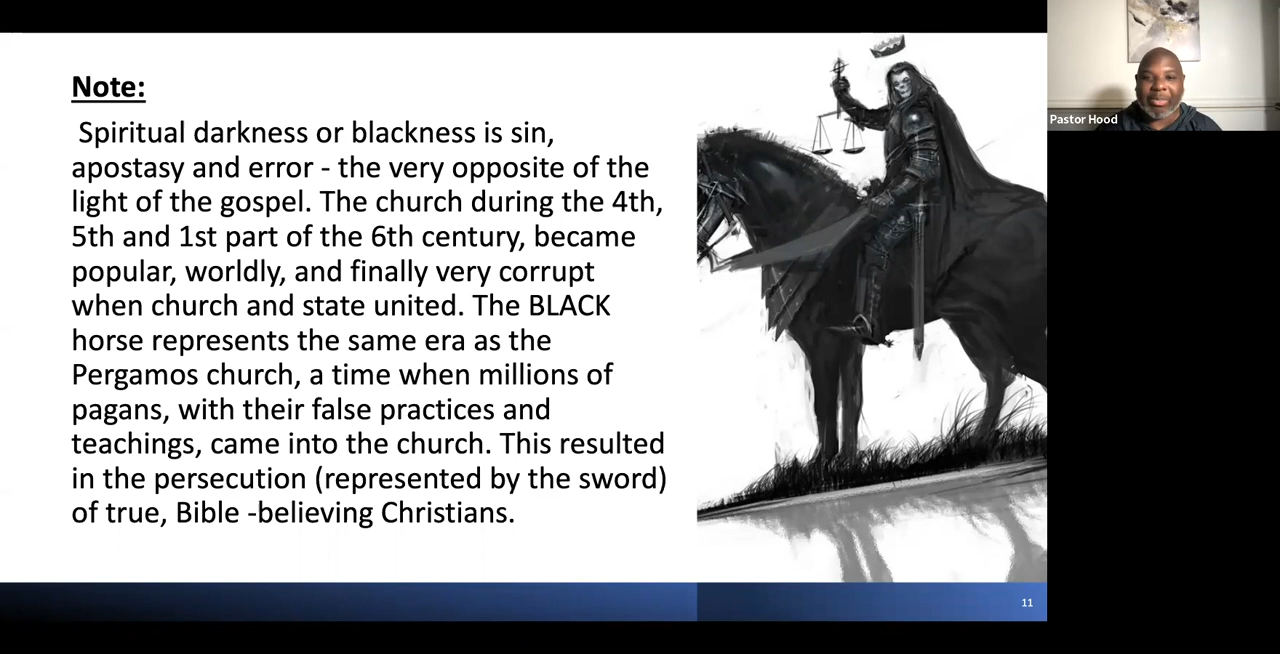 Note:
Spiritual darkness or blackness is sin,
apostasy and error - the very opposite of the
light of the gospel. The church during the 4th,
5th and 1st part of the 6th century, became
popular, worldly, and finally very corrupt
when church and state united. The BLACK
horse represents the same era as the
Pergamos church, a time when millions of
pagans, with their false practices and
teachings, came into the church. This resulted
in the persecution (represented by the sword)
of true, Bible -believing Christians.
11
Pastor Hood